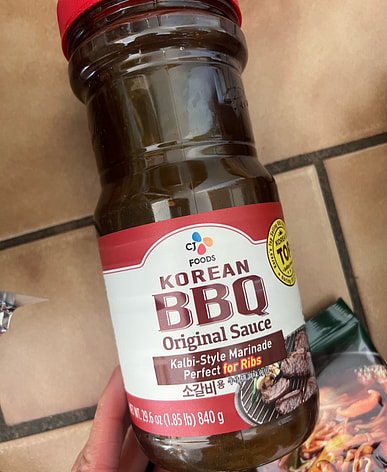 CJ
FOODS
KOREAN
BBQ
Original Sauce
Kalbi-Style Marinade
Perfect for Ribs
소갈비용
NET WT. 29.6 oz (1.85 lb) 840 g